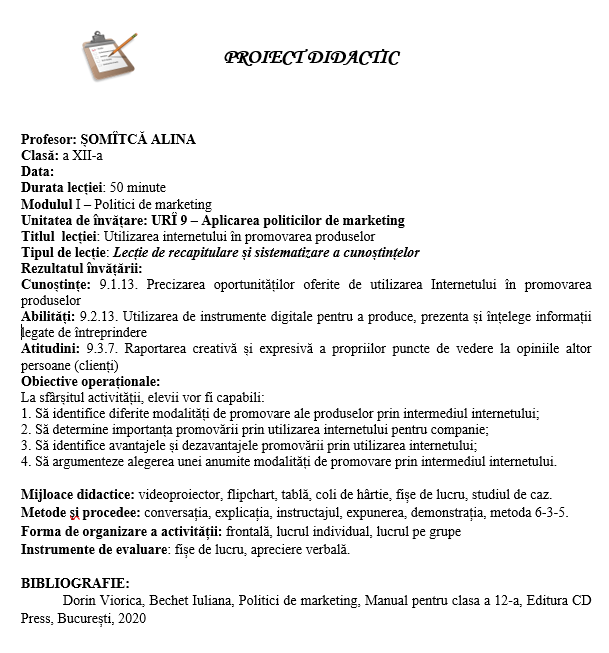 PROIECT DIDACTIC
Profesor: ȘOMÎTCĂ ALINA
Clasă: a XII-a
Data:
Durata lecției: 50 minute
Modulul I – Politici de marketing
Unitatea de învățare: URÎ 9 – Aplicarea politicilor de marketing
Titlul lecției: Utilizarea internetului în promovarea produselor
Tipul de lecție: Lecție de recapitulare și sistematizare a cunoștințelor
Rezultatul învățării:
Cunoștințe: 9.1.13. Precizarea oportunităților oferite de utilizarea Internetului în promovarea
produselor
Abilități: 9.2.13. Utilizarea de instrumente digitale pentru a produce, prezenta și înțelege informații
legate de întreprindere
Atitudini: 9.3.7. Raportarea creativă și expresivă a propriilor puncte de vedere la opiniile altor
persoane (clienți)
Obiective operaționale:
La sfârșitul activității, elevii vor fi capabili:
1. Să identifice diferite modalități de promovare ale produselor prin intermediul internetului;
2. Să determine importanța promovării prin utilizarea internetului pentru companie;
3. Să identifice avantajele și dezavantajele promovării prin utilizarea internetului;
4. Să argumenteze alegerea unei anumite modalități de promovare prin intermediul internetului.
Mijloace didactice: videoproiector, flipchart, tablă, coli de hârtie, fișe de lucru, studiul de caz.
Metode și procedee: conversația, explicația, instructajul, expunerea, demonstrația, metoda 6-3-5.
Forma de organizare a activității: frontală, lucrul individual, lucrul pe grupe
Instrumente de evaluare: fișe de lucru, apreciere verbală.
BIBLIOGRAFIE:
Dorin Viorica, Bechet Iuliana, Politici de marketing, Manual pentru clasa a 12-a, Editura CD
Press, București, 2020